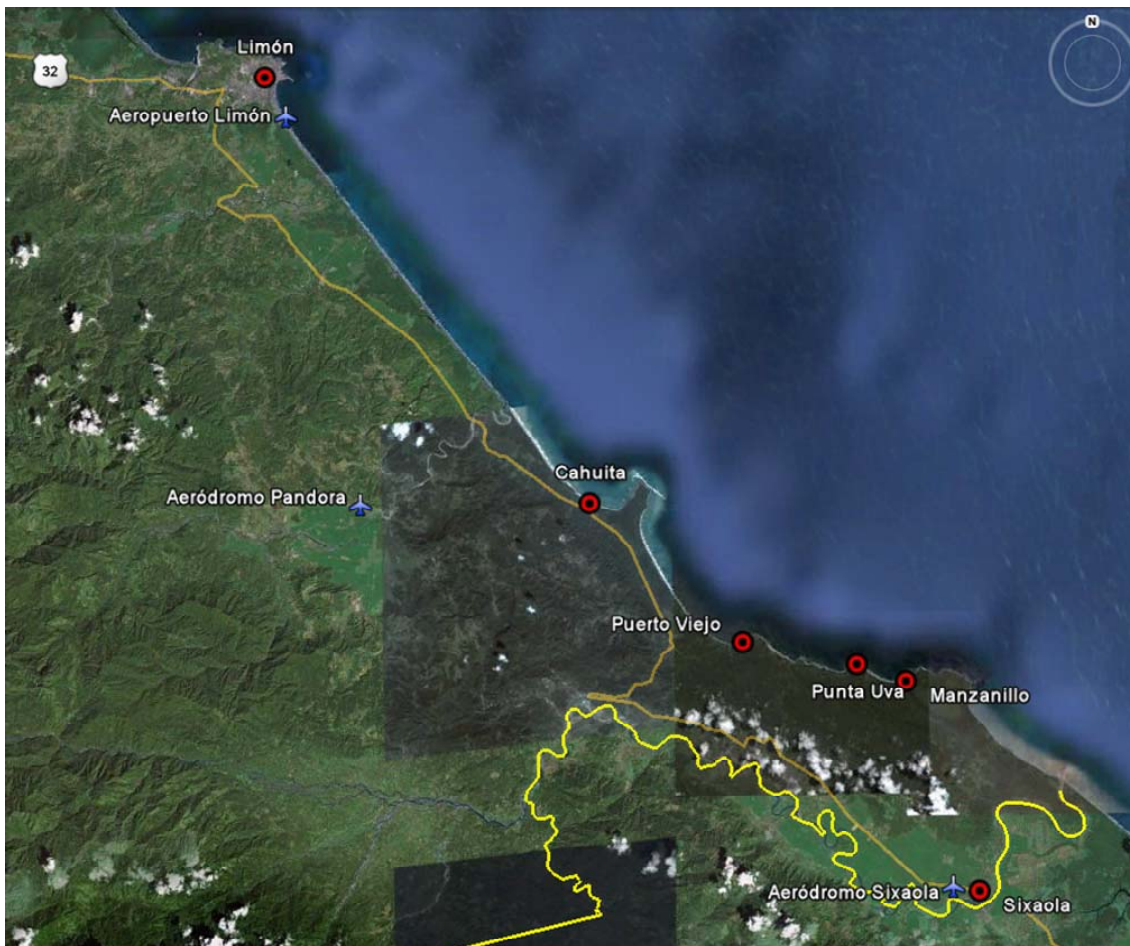 N
Limón
32
Aeropuerto Limón
Cahuita
Aeródromo Pandora
Puerto Viejo
Punta Uva
Manzanillo
Aeródromo Sixaola
Sixaola